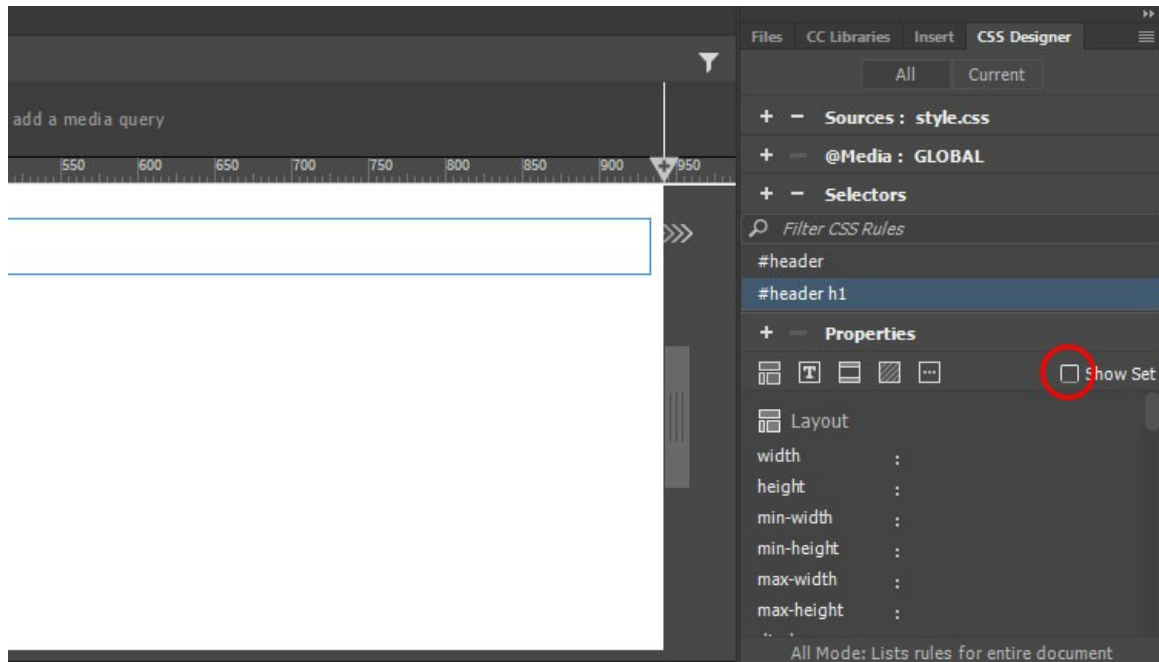 Files CC Libraries Insert CSS Designer
All Current
add a media query
550 600 650 700 750 800 850 900 950
+ − Sources : style.css
+ − @Media : GLOBAL
+ − Selectors
Filter CSS Rules
#header
#header h1
+ − Properties
T Show Set
Layout
width :
height :
min-width :
min-height :
max-width :
max-height :
All Mode: Lists rules for entire document